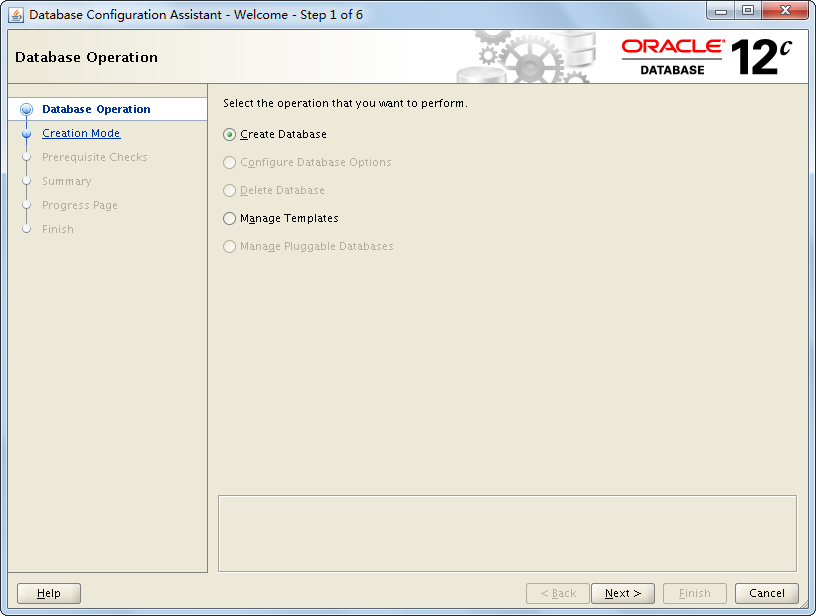 Database Configuration Assistant - Welcome - Step 1 of 6
Database Operation
ORACLE®
DATABASE
12c
Database Operation
Creation Mode
Prerequisite Checks
Summary
Progress Page
Finish
Select the operation that you want to perform.
Create Database
Configure Database Options
Delete Database
Manage Templates
Manage Pluggable Databases
Help
< Back
Next >
Finish
Cancel